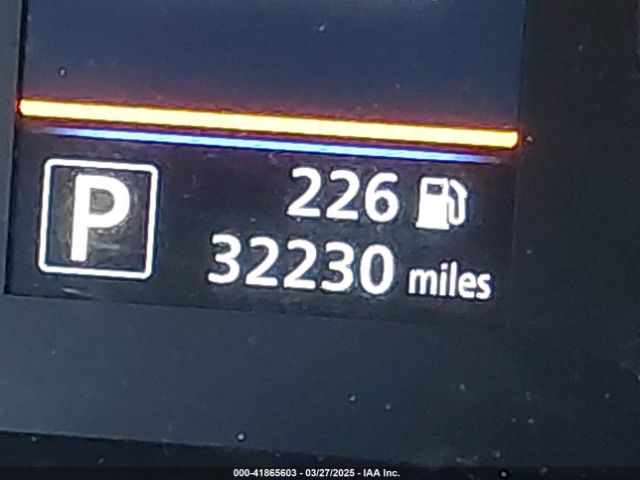 P
226
32230 miles
000-41865603 - 03/27/2025 - IAA Inc.